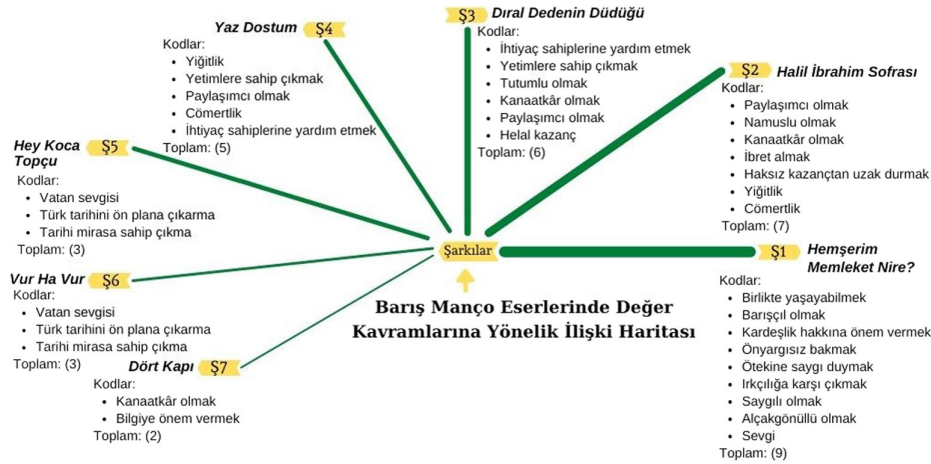 Dıral Dedenin Düdüğü
Ş3
Kodlar:
İhtiyaç sahiplerine yardım etmek
Yetimlere sahip çıkmak
Tutumlu olmak
Kanaatkâr olmak
Paylaşımcı olmak
Helal kazanç
Toplam: (6)
Yaz Dostum
Ş4
Kodlar:
Yiğitlik
Yetimlere sahip çıkmak
Paylaşımcı olmak
Cömertlik
İhtiyaç sahiplerine yardım etmek
Toplam: (5)
Ş2
Halil İbrahim Sofrası
Kodlar:
Paylaşımcı olmak
Namuslu olmak
Kanaatkâr olmak
İbret almak
Haksız kazançtan uzak durmak
Yiğitlik
Cömertlik
Toplam: (7)
Hey Koca
Topçu
Ş5
Kodlar:
Vatan sevgisi
Türk tarihini ön plana çıkarma
Tarihi mirasa sahip çıkma
Toplam: (3)
Şarkılar
Ş1
Hemşerim
Memleket Nire?
Kodlar:
Birlikte yaşayabilmek
Barışçıl olmak
Kardeşlik hakkına önem vermek
Önyargısız bakmak
Ötekine saygı duymak
Irkçılığa karşı çıkmak
Saygılı olmak
Alçakgönüllü olmak
Sevgi
Toplam: (9)
Vur Ha Vur
Ş6
Kodlar:
Vatan sevgisi
Türk tarihini ön plana çıkarma
Tarihi mirasa sahip çıkma
Toplam: (3)
Barış Manço Eserlerinde Değer
Kavramlarına Yönelik İlişki Haritası
Dört Kapı
Ş7
Kodlar:
Kanaatkâr olmak
Bilgiye önem vermek
Toplam: (2)